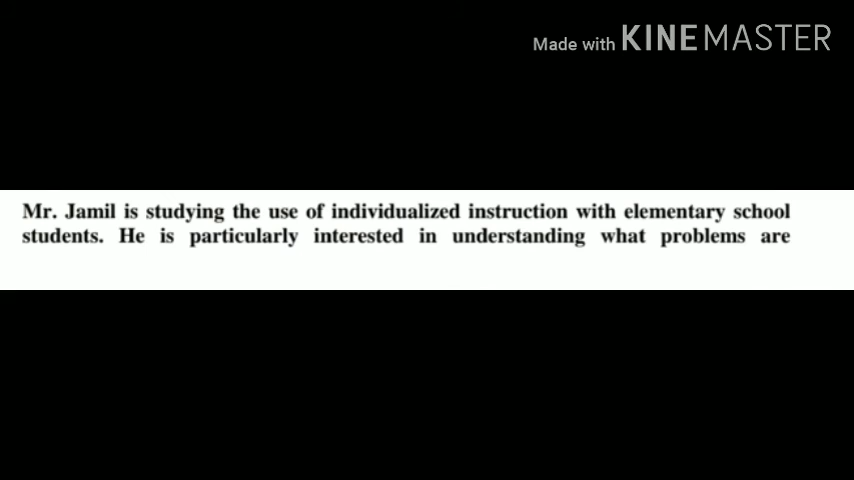 Made with KINEMASTER
Mr. Jamil is studying the use of individualized instruction with elementary school
students. He is particularly interested in understanding what problems are